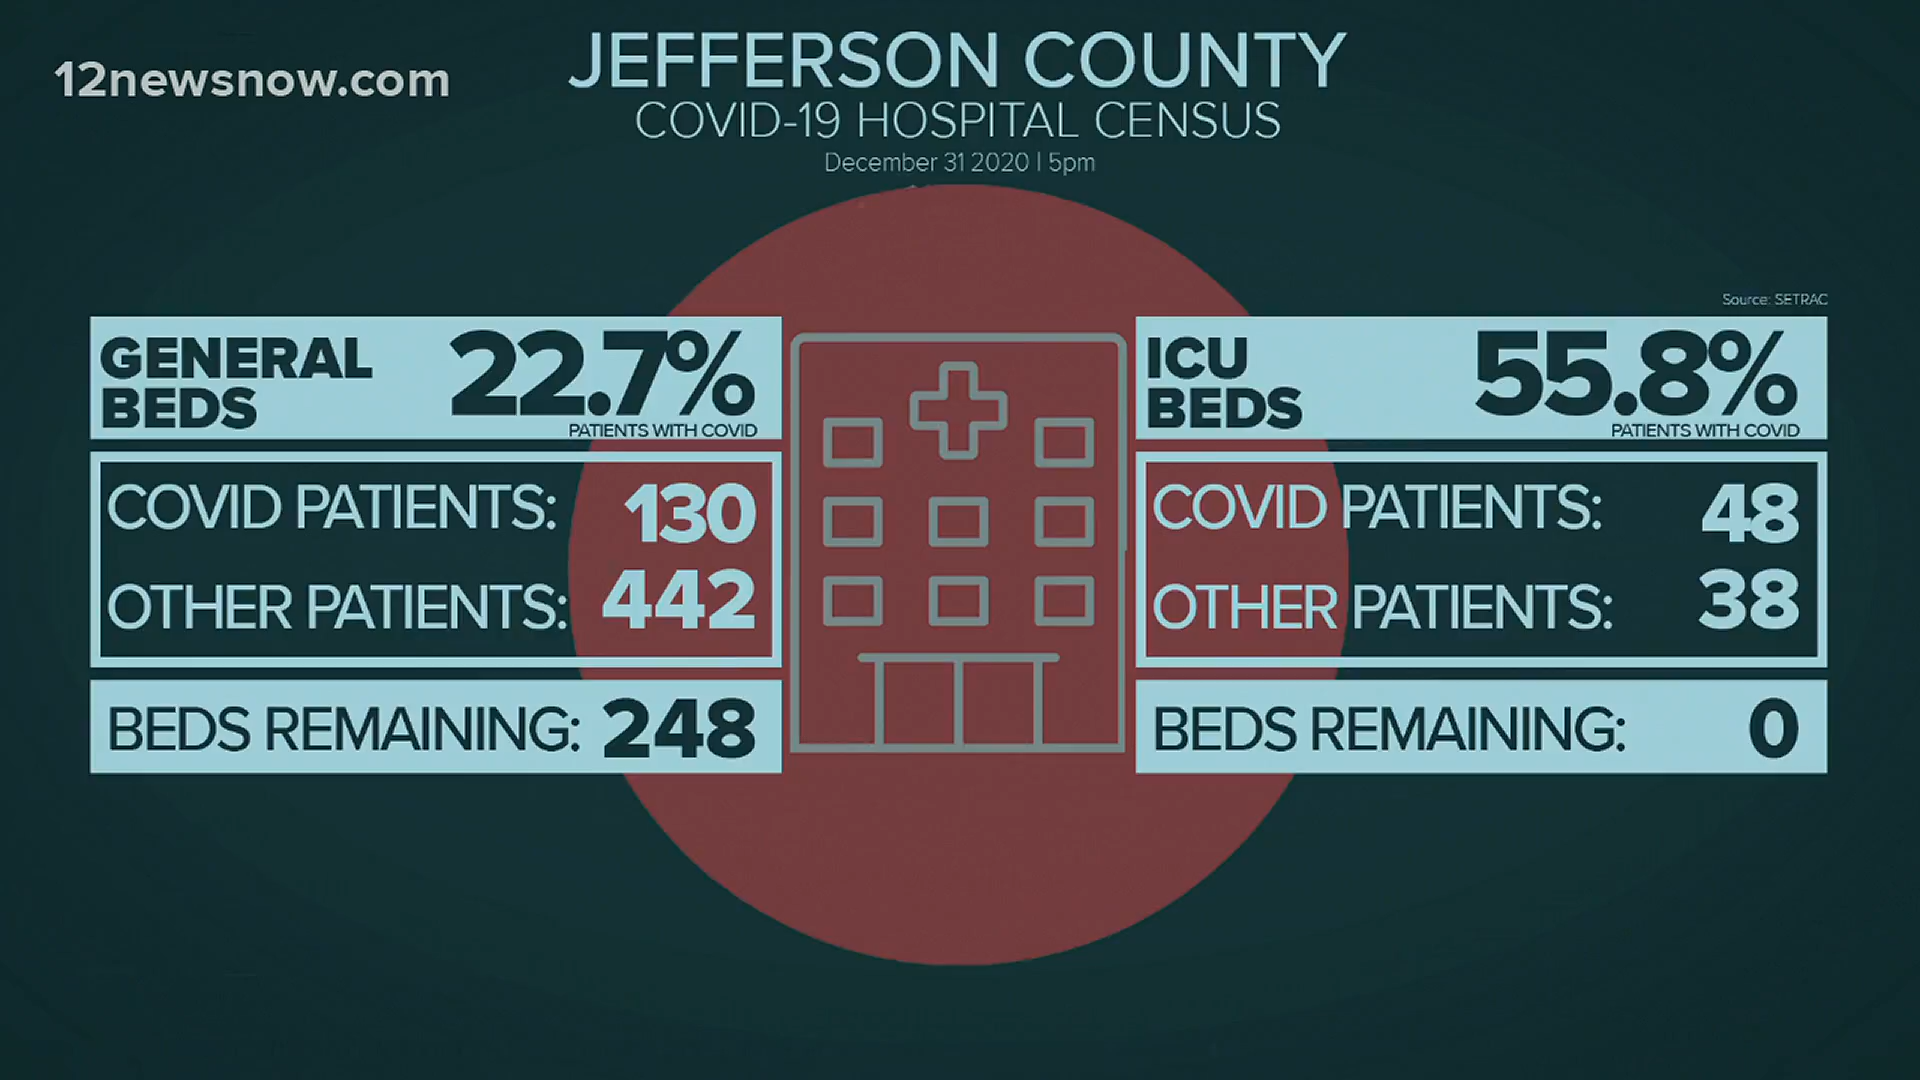 12newsnow.com
JEFFERSON COUNTY
COVID-19 HOSPITAL CENSUS
December 31 2020 | 5pm
GENERAL
BEDS
22.7%
PATIENTS WITH COVID
COVID PATIENTS: 130
OTHER PATIENTS: 442
BEDS REMAINING: 248
Source: SETRAC
ICU
BEDS
55.8%
PATIENTS WITH COVID
COVID PATIENTS: 48
OTHER PATIENTS: 38
BEDS REMAINING: 0